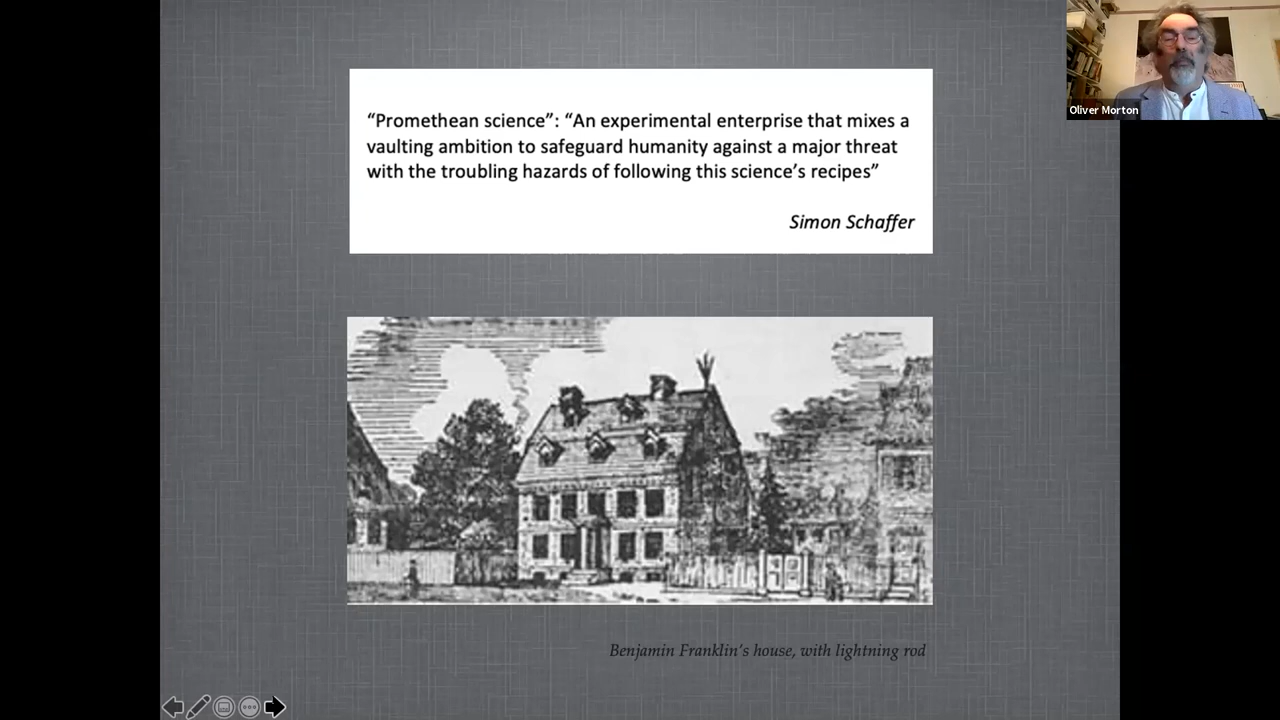 “Promethean science”: “An experimental enterprise that mixes a
vaulting ambition to safeguard humanity against a major threat
with the troubling hazards of following this science’s recipes”
Simon Schaffer
Oliver Morton
Benjamin Franklin’s house, with lightning rod